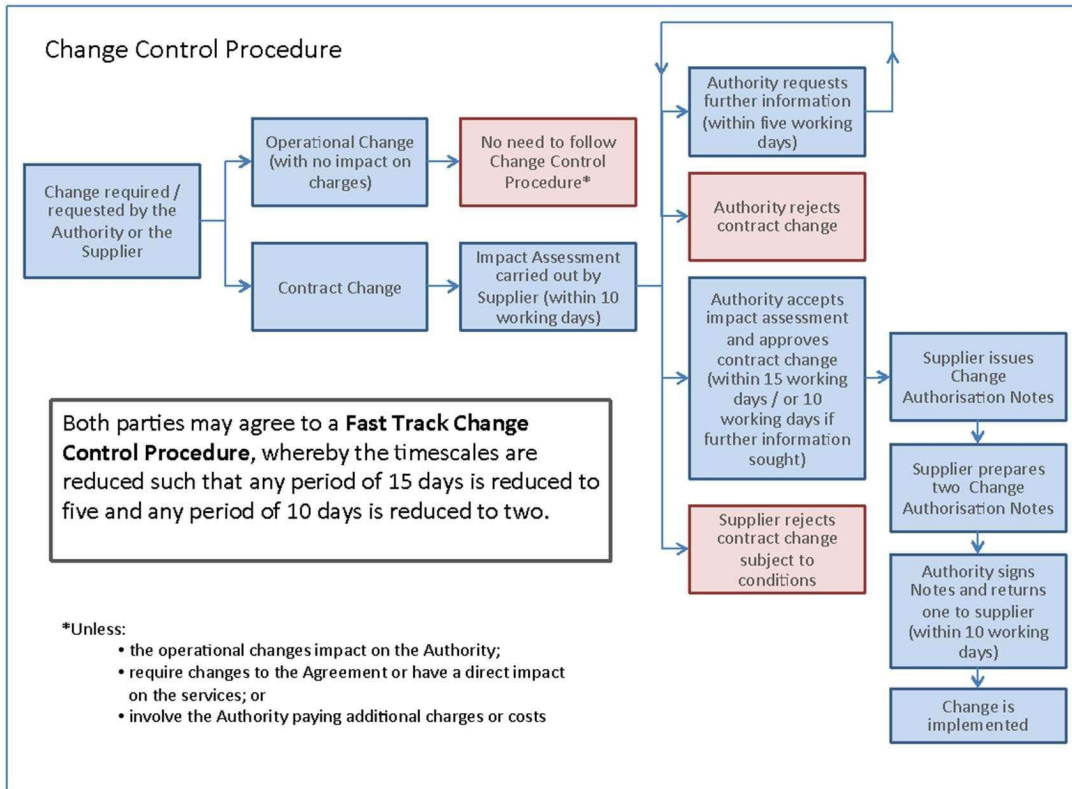 Change Control Procedure
Change required /
requested by the
Authority or the
Supplier
Operational Change
(with no impact on
charges)
No need to follow
Change Control
Procedure*
Contract Change
Impact Assessment
carried out by
Supplier (within 10
working days)
Authority requests
further information
(within five working
days)
Authority rejects
contract change
Authority accepts
impact assessment
and approves
contract change
(within 15 working
days / or 10
working days if
further information
sought)
Supplier rejects
contract change
subject to
conditions
Supplier issues
Change
Authorisation Notes
Supplier prepares
two Change
Authorisation Notes
Authority signs
Notes and returns
one to supplier
(within 10 working
days)
Change is
implemented
Both parties may agree to a Fast Track Change
Control Procedure, whereby the timescales are
reduced such that any period of 15 days is reduced to
five and any period of 10 days is reduced to two.
*Unless:
• the operational changes impact on the Authority;
• require changes to the Agreement or have a direct impact
on the services; or
• involve the Authority paying additional charges or costs